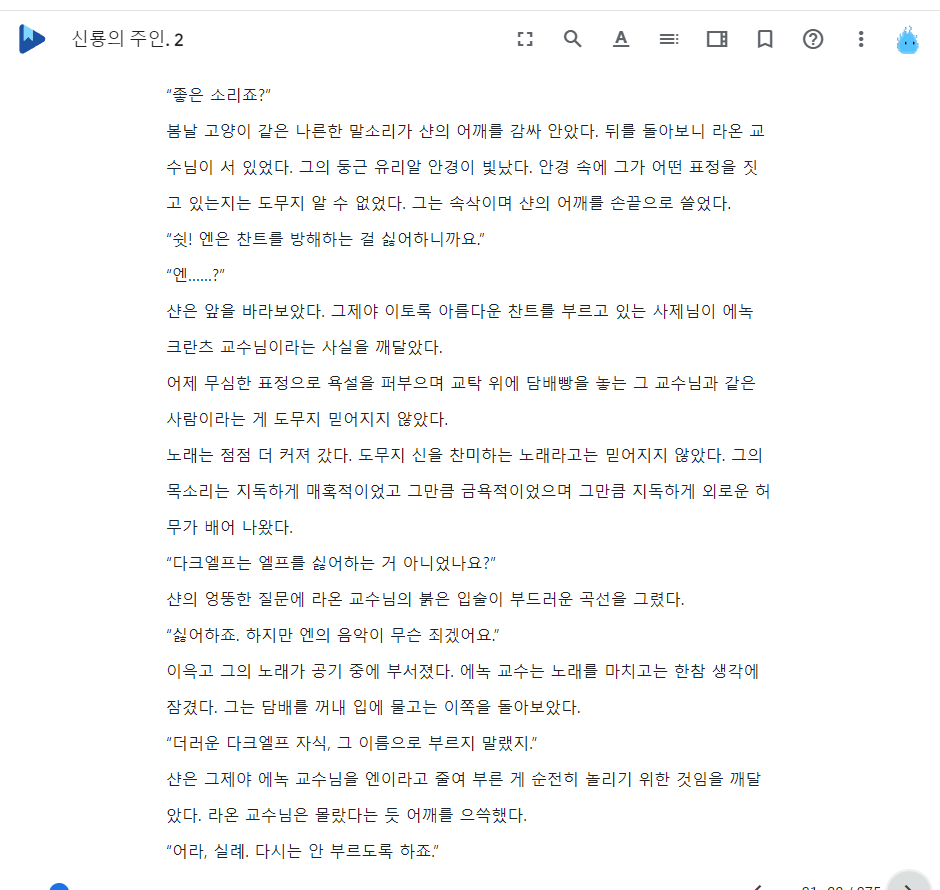 신룡의 주인. 2
“좋은 소리죠?”
봄날 고양이 같은 나른한 말소리가 샨의 어깨를 감싸 안았다. 뒤를 돌아보니 라온 교
수님이 서 있었다. 그의 둥근 유리알 안경이 빛났다. 안경 속에 그가 어떤 표정을 짓
고 있는지는 도무지 알 수 없었다. 그는 속삭이며 샨의 어깨를 손끝으로 쓸었다.
“쉿! 엔은 찬트를 방해하는 걸 싫어하니까요.”
“엔......?”
샨은 앞을 바라보았다. 그제야 이토록 아름다운 찬트를 부르고 있는 사제님이 에녹
크란츠 교수님이라는 사실을 깨달았다.
어제 무심한 표정으로 욕설을 퍼부으며 교탁 위에 담배빵을 놓는 그 교수님과 같은
사람이라는 게 도무지 믿어지지 않았다.
노래는 점점 더 커져 갔다. 도무지 신을 찬미하는 노래라고는 믿어지지 않았다. 그의
목소리는 지독하게 매혹적이었고 그만큼 금욕적이었으며 그만큼 지독하게 외로운 허
무가 배어 나왔다.
“다크엘프는 엘프를 싫어하는 거 아니었나요?”
샨의 엉뚱한 질문에 라온 교수님의 붉은 입술이 부드러운 곡선을 그렸다.
“싫어하죠. 하지만 엔의 음악이 무슨 죄겠어요.”
이윽고 그의 노래가 공기 중에 부서졌다. 에녹 교수는 노래를 마치고는 한참 생각에
잠겼다. 그는 담배를 꺼내 입에 물고는 이쪽을 돌아보았다.
“더러운 다크엘프 자식, 그 이름으로 부르지 말랬지.”
샨은 그제야 에녹 교수님을 엔이라고 줄여 부른 게 순전히 놀리기 위한 것임을 깨달
았다. 라온 교수님은 몰랐다는 듯 어깨를 으쓱했다.
“어라, 실례. 다시는 안 부르도록 하죠.”